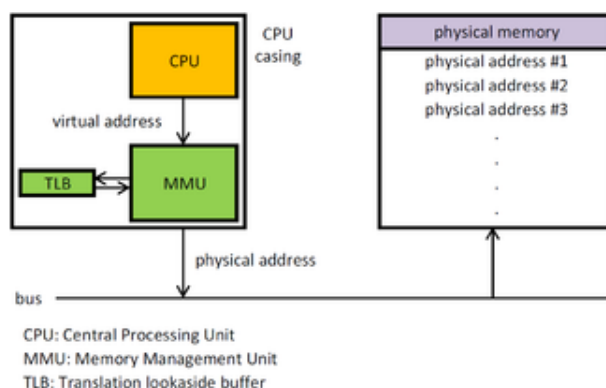 CPU
casing
CPU
virtual address
TLB
MMU
physical address
bus
physical memory
physical address #1
physical address #2
physical address #3
.
.
.
.
CPU: Central Processing Unit
MMU: Memory Management Unit
TLB: Translation lookaside buffer